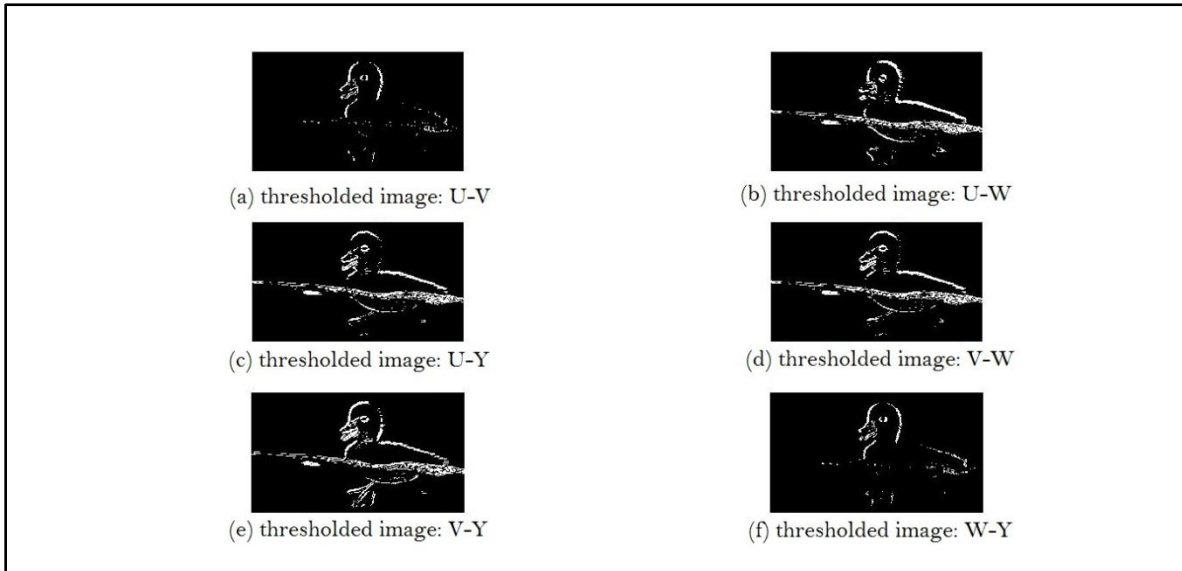 (a) thresholded image: U-V
(b) thresholded image: U-W
(c) thresholded image: U-Y
(d) thresholded image: V-W
(e) thresholded image: V-Y
(f) thresholded image: W-Y